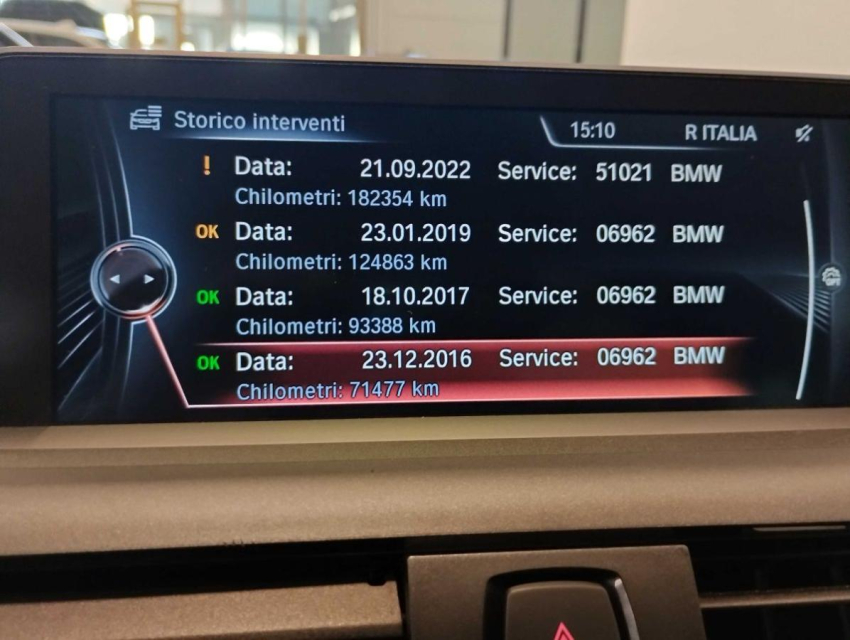 Storico interventi 15:10 R ITALIA
! Data: 21.09.2022 Service: 51021 BMW
Chilometri: 182354 km
OK Data: 23.01.2019 Service: 06962 BMW
Chilometri: 124863 km
OK Data: 18.10.2017 Service: 06962 BMW
Chilometri: 93388 km
OK Data: 23.12.2016 Service: 06962 BMW
Chilometri: 71477 km